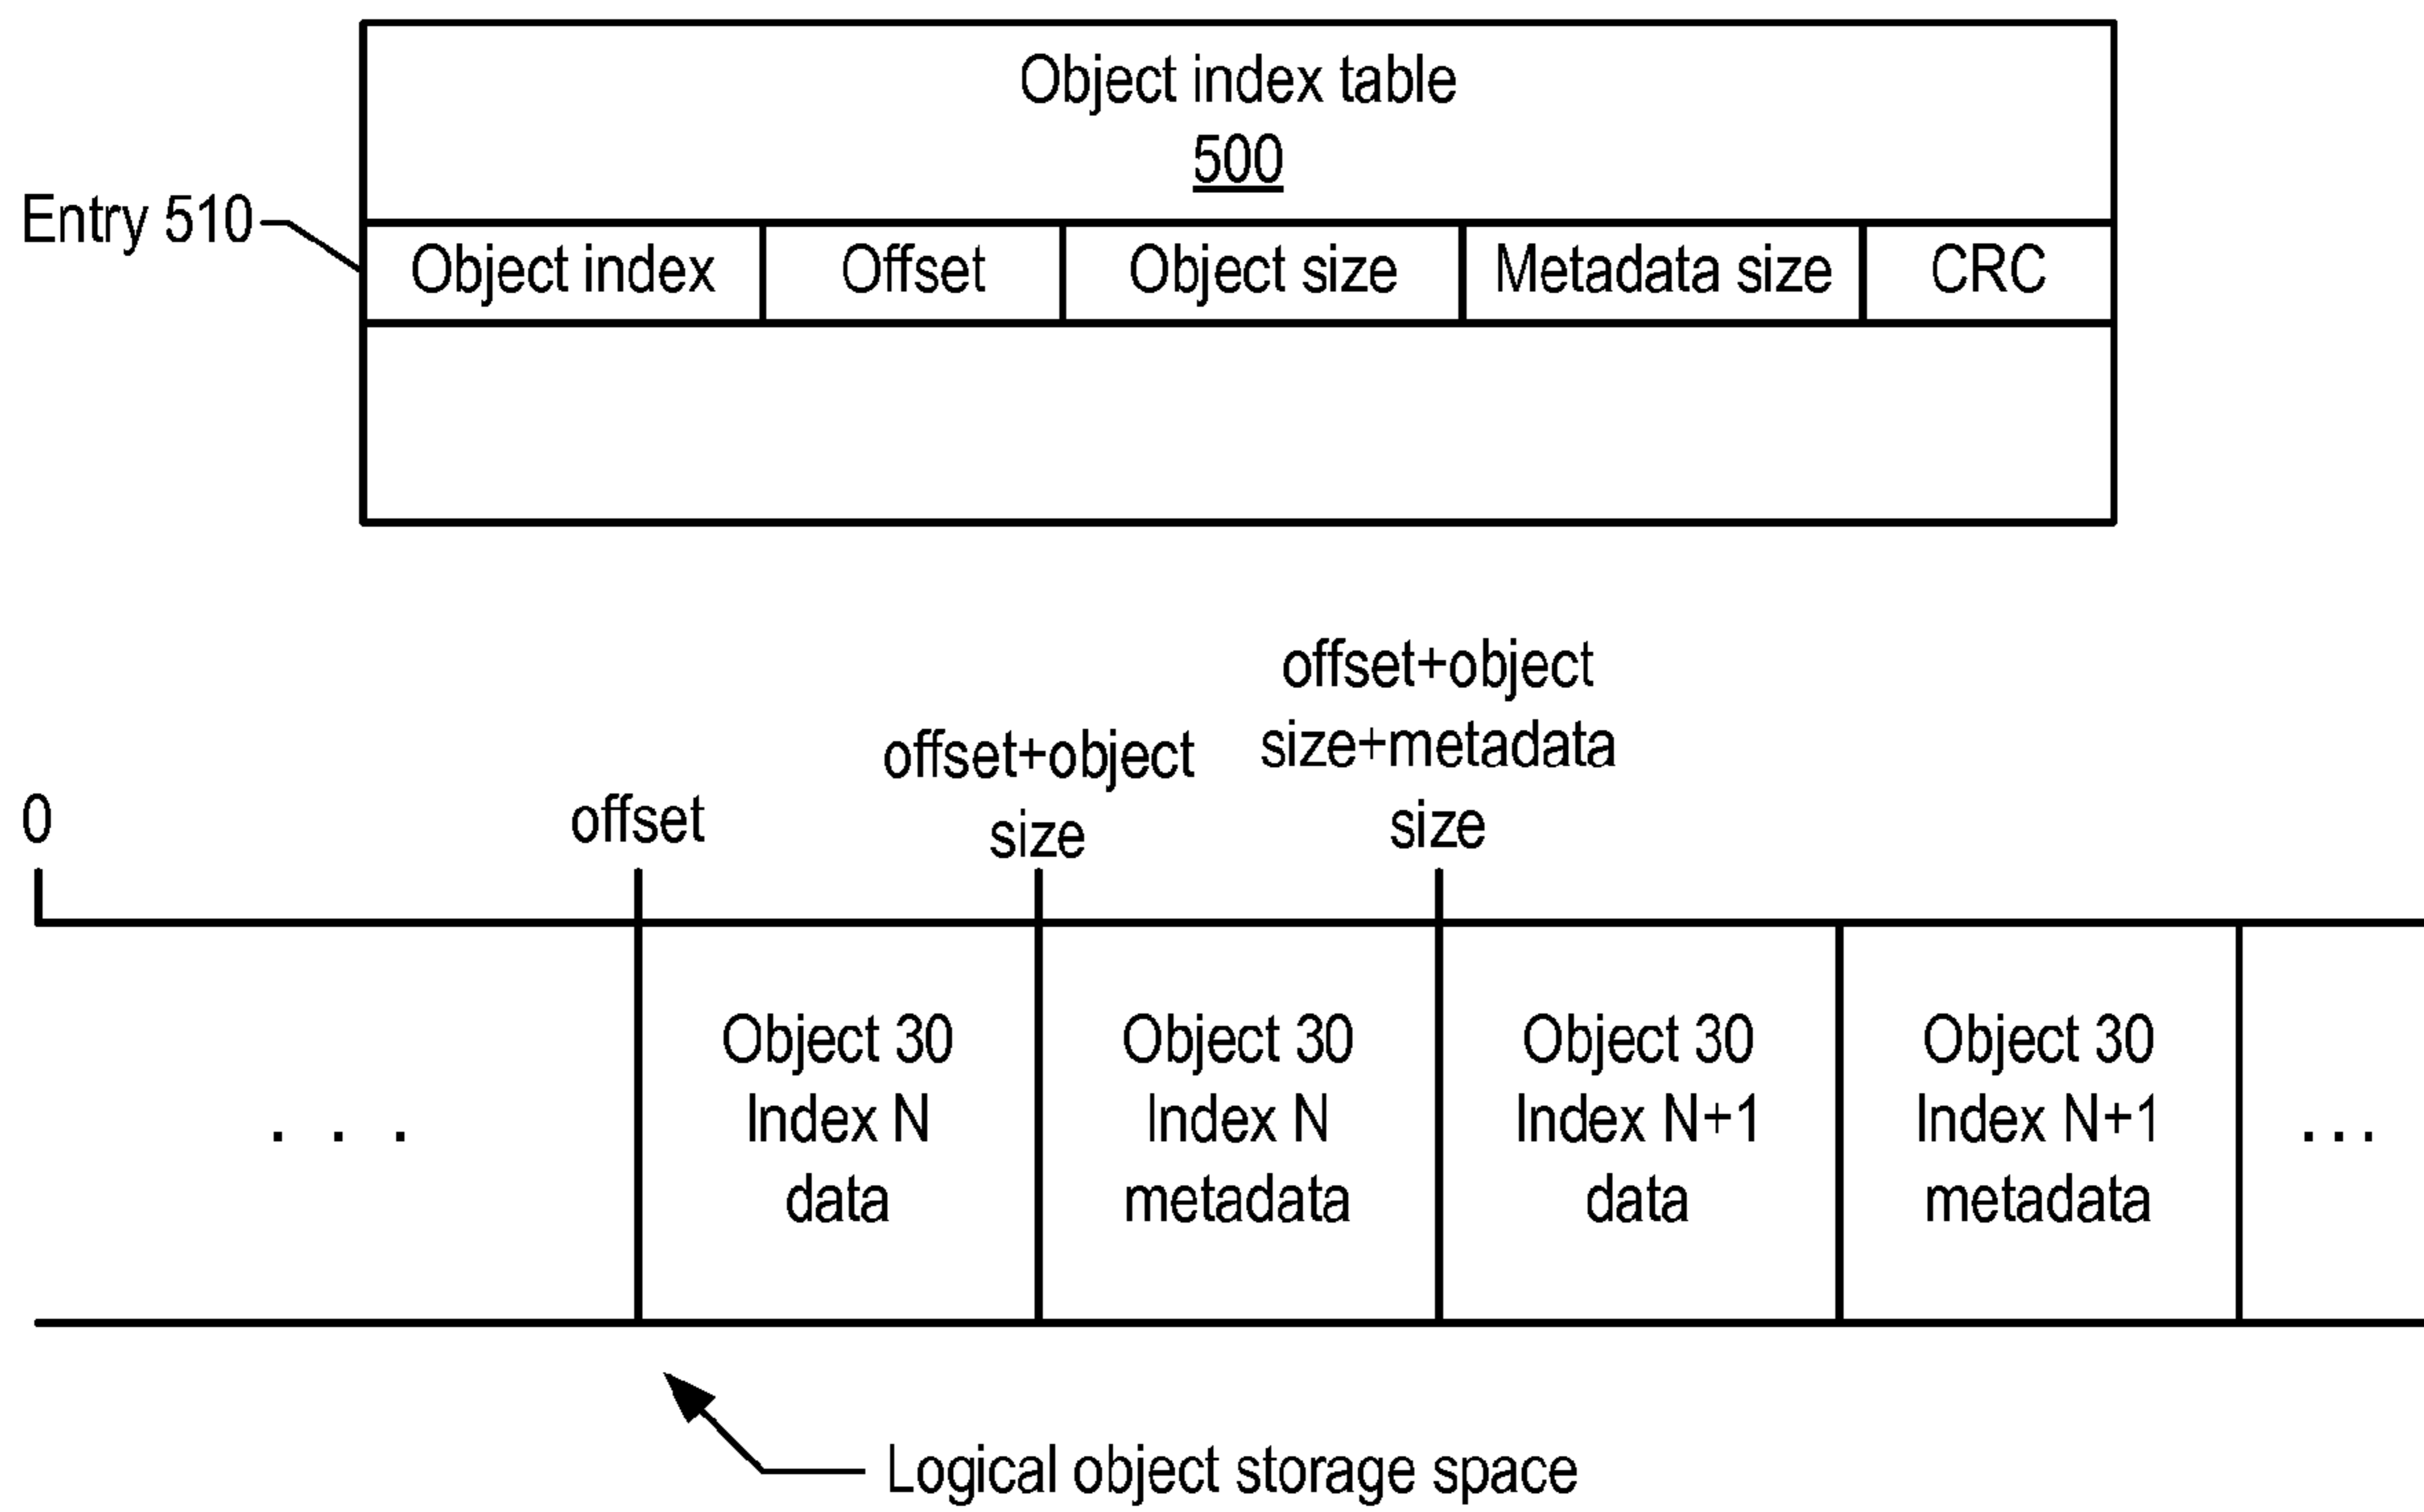 Object index table
500
Entry 510
Object index Offset Object size Metadata size CRC
0
offset
offset+object
size
offset+object
size+metadata
size
. . .
Object 30
Index N
data
Object 30
Index N
metadata
Object 30
Index N+1
data
Object 30
Index N+1
metadata
...
Logical object storage space